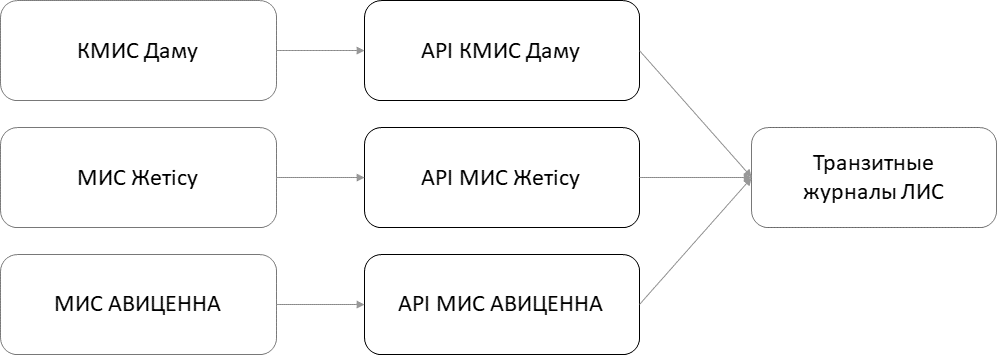 КМИС Даму
API КМИС Даму
МИС Жетісу
API МИС Жетісу
Транзитные
журналы ЛИС
МИС АВИЦЕННА
API МИС АВИЦЕННА